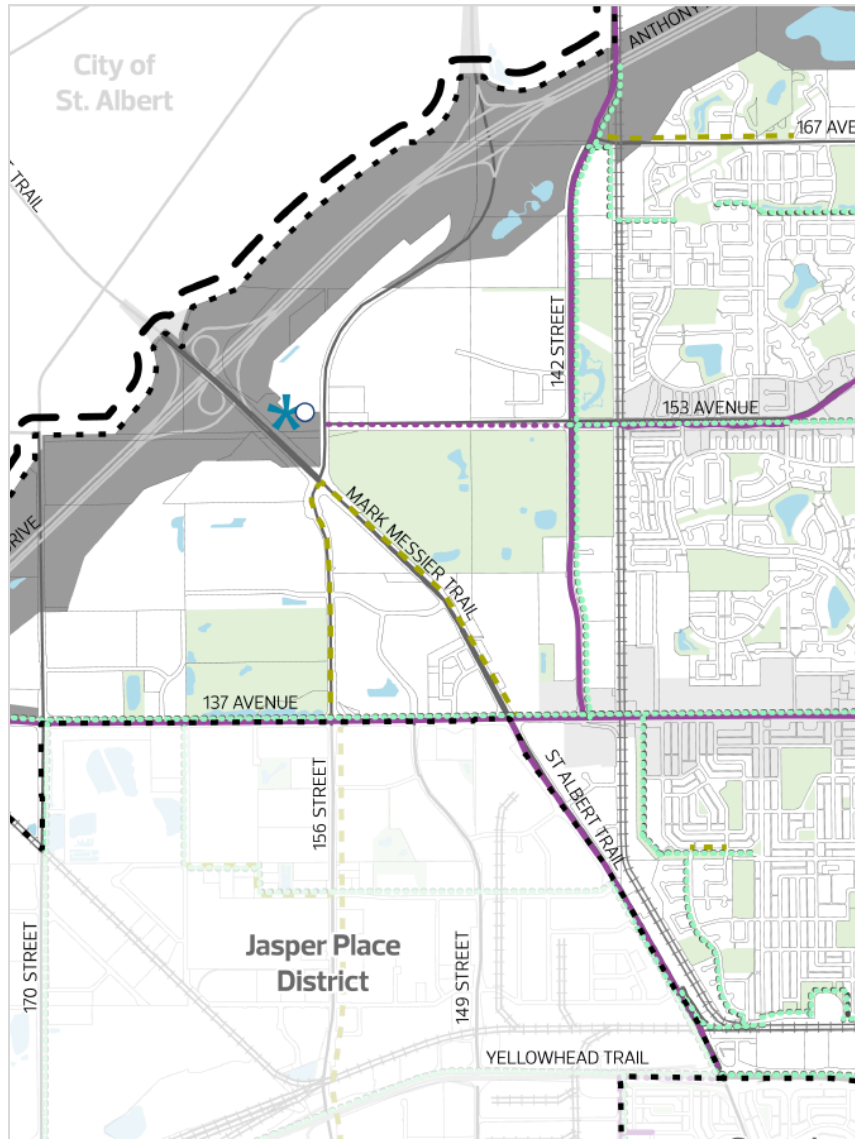 City of
St. Albert
ANTHONY
167 AVE
TRAIL
142 STREET
153 AVENUE
MARK MESSIER TRAIL
RIVE
137 AVENUE
156 STREET
ST ALBERT TRAIL
Jasper Place
District
170 STREET
149 STREET
YELLOWHEAD TRAIL